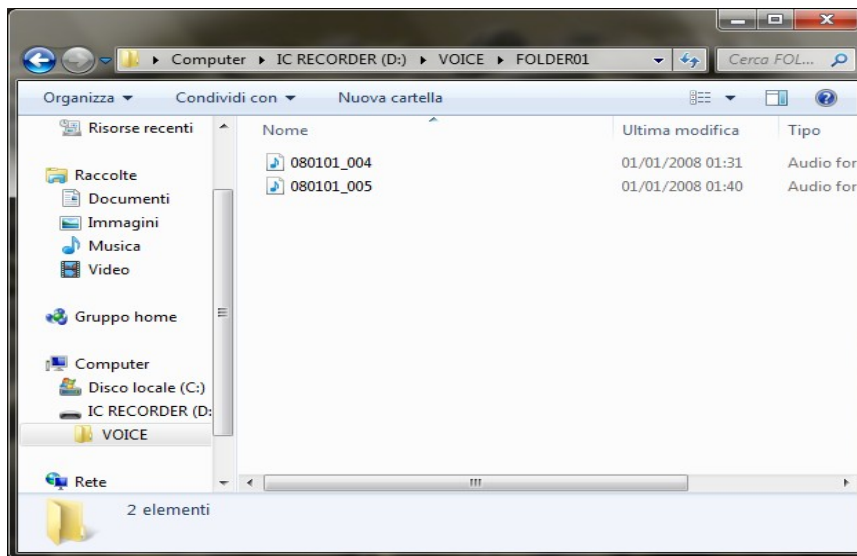 Computer ▸ IC RECORDER (D:) ▸ VOICE ▸ FOLDER01 Cerca FOL...
Organizza Condividi con Nuova cartella
Risorse recenti
Raccolte
Documenti
Immagini
Musica
Video
Gruppo home
Computer
Disco locale (C:)
IC RECORDER (D:
VOICE
Rete
Nome Ultima modifica Tipo
080101_004 01/01/2008 01:31 Audio for
080101_005 01/01/2008 01:40 Audio for
2 elementi